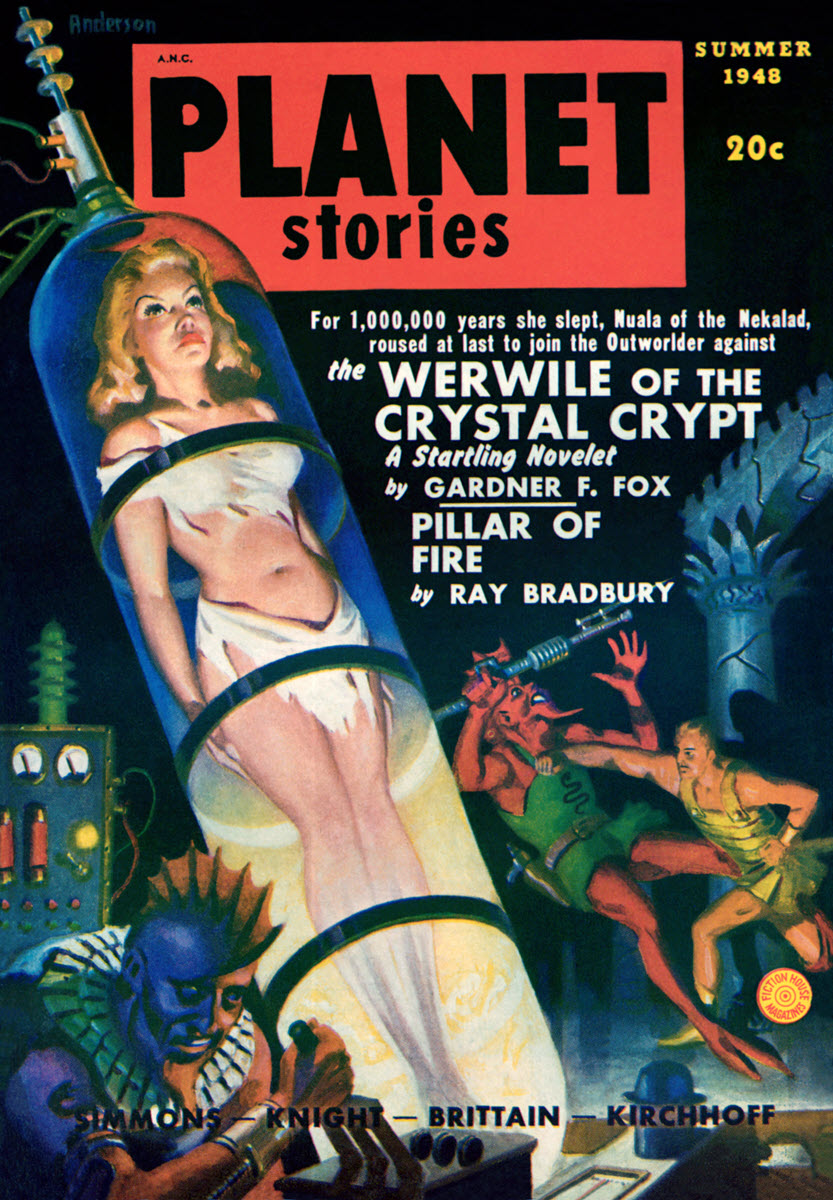 Anderson
A.N.C.
SUMMER
1948
20c
PLANET
stories
For 1,000,000 years she slept, Nuala of the Nekalad,
roused at last to join the Outworlder against
the WERWILE OF THE
CRYSTAL CRYPT
A Startling Novelet
by GARDNER F. FOX
PILLAR OF
FIRE
by RAY BRADBURY
FICTION HOUSE
MAGAZINES
SIMMONS — KNIGHT — BRITTAIN — KIRCHHOFF